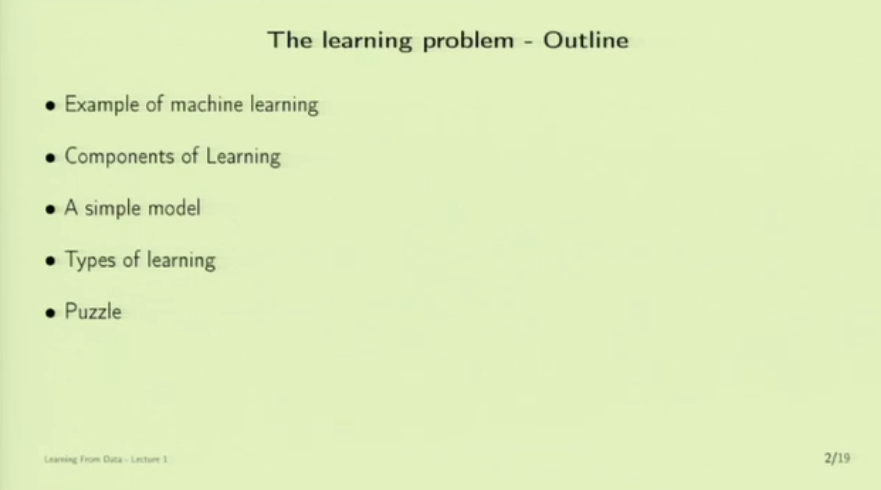 The learning problem - Outline
• Example of machine learning
• Components of Learning
• A simple model
• Types of learning
• Puzzle
Learning From Data - Lecture 1
2/19